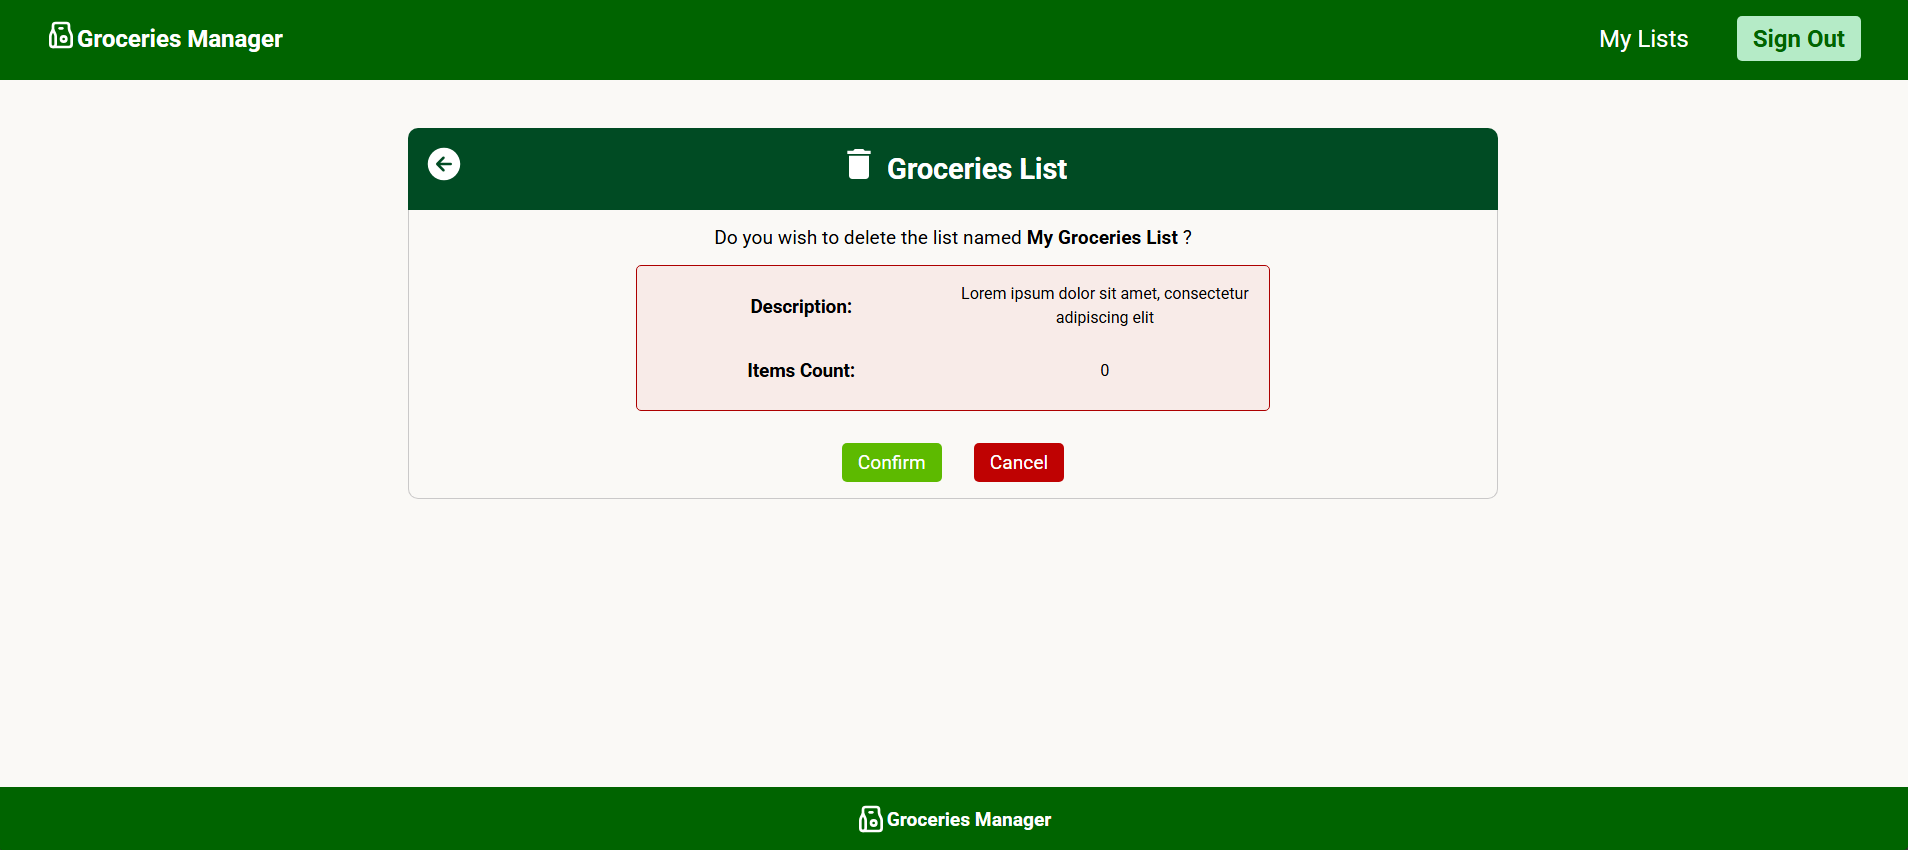 Groceries Manager
My Lists
Sign Out
Groceries List
Do you wish to delete the list named My Groceries List ?
Description:
Lorem ipsum dolor sit amet, consectetur
adipiscing elit
Items Count:
0
Confirm
Cancel
Groceries Manager